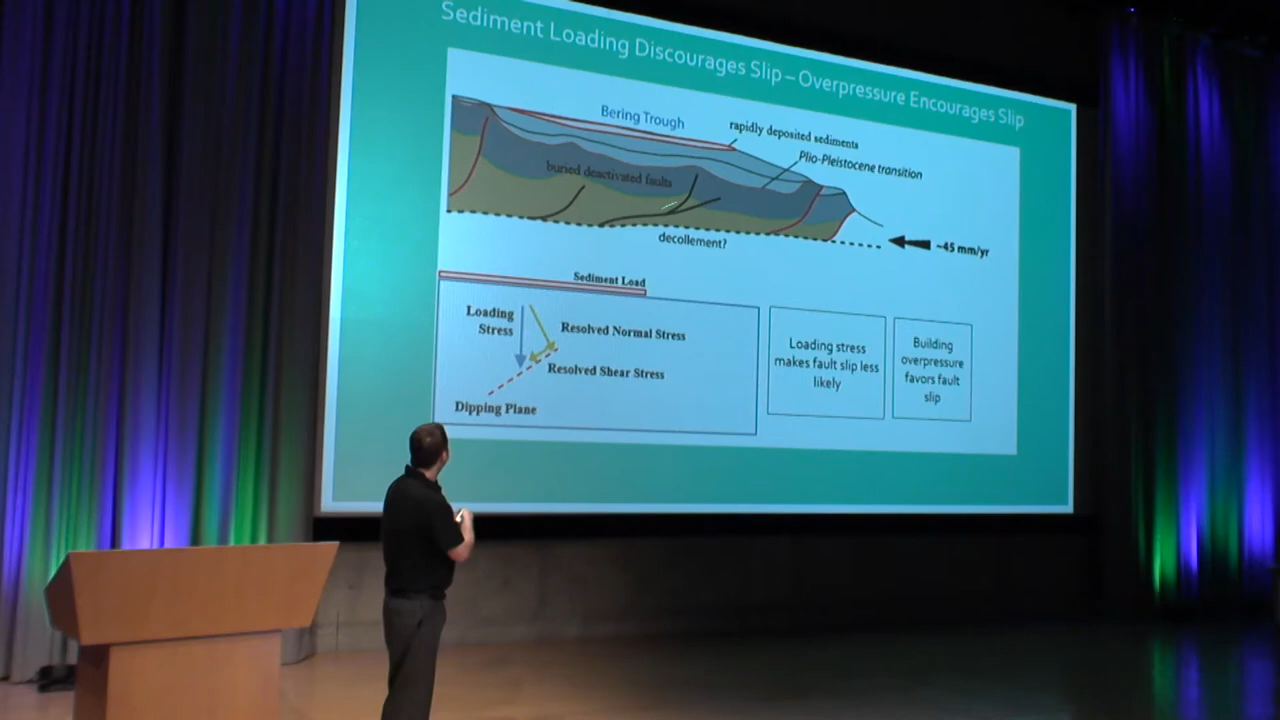 Sediment Loading Discourages Slip – Overpressure Encourages Slip
Bering Trough
rapidly deposited sediments
Plio-Pleistocene transition
buried deactivated faults
decollement?
~45 mm/yr
Sediment Load
Loading
Stress
Resolved Normal Stress
Resolved Shear Stress
Dipping Plane
Loading stress
makes fault slip less
likely
Building
overpressure
favors fault
slip